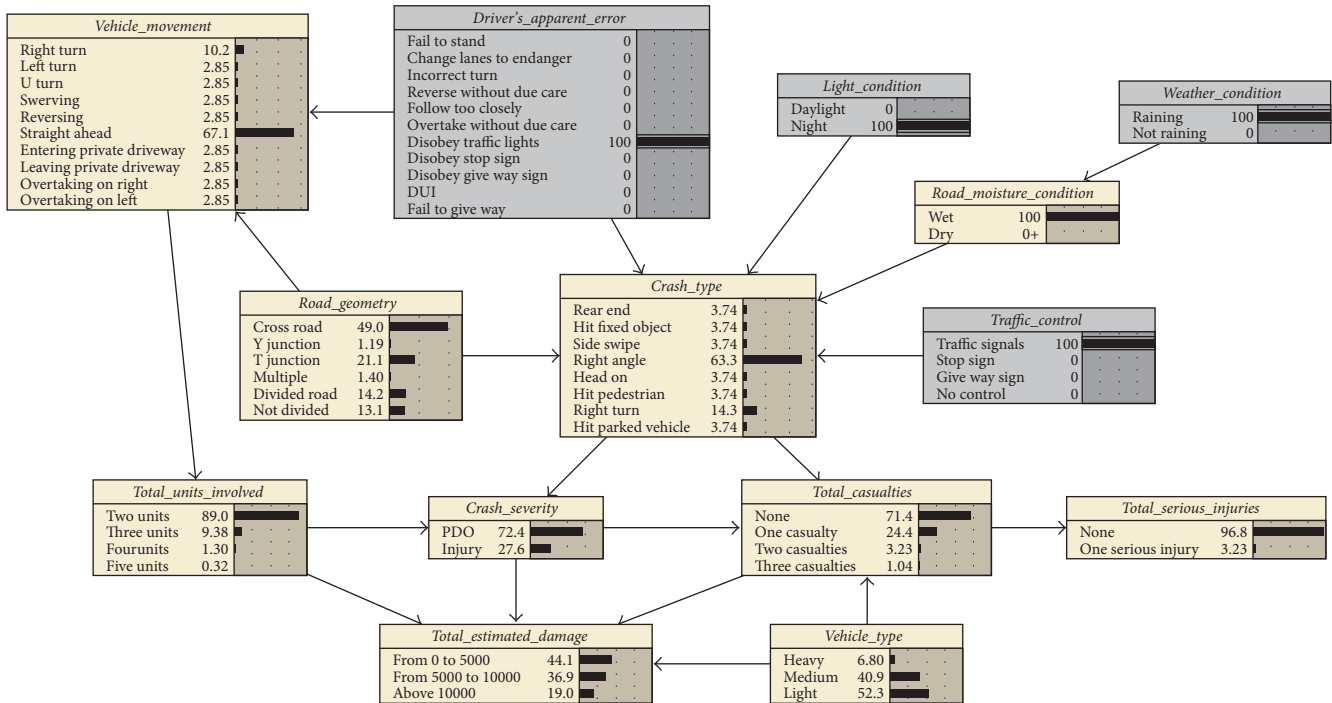 Vehicle_movement
Right turn 10.2
Left turn 2.85
U turn 2.85
Swerving 2.85
Reversing 2.85
Straight ahead 67.1
Entering private driveway 2.85
Leaving private driveway 2.85
Overtaking on right 2.85
Overtaking on left 2.85
Driver's_apparent_error
Fail to stand 0
Change lanes to endanger 0
Incorrect turn 0
Reverse without due care 0
Follow too closely 0
Overtake without due care 0
Disobey traffic lights 100
Disobey stop sign 0
Disobey give way sign 0
DUI 0
Fail to give way 0
Light_condition
Daylight 0
Night 100
Weather_condition
Raining 100
Not raining 0
Road_moisture_condition
Wet 100
Dry 0+
Road_geometry
Cross road 49.0
Y junction 1.19
T junction 21.1
Multiple 1.40
Divided road 14.2
Not divided 13.1
Crash_type
Rear end 3.74
Hit fixed object 3.74
Side swipe 3.74
Right angle 63.3
Head on 3.74
Hit pedestrian 3.74
Right turn 14.3
Hit parked vehicle 3.74
Traffic_control
Traffic signals 100
Stop sign 0
Give way sign 0
No control 0
Total_units_involved
Two units 89.0
Three units 9.38
Fourunits 1.30
Five units 0.32
Crash_severity
PDO 72.4
Injury 27.6
Total_casualties
None 71.4
One casualty 24.4
Two casualties 3.23
Three casualties 1.04
Total_serious_injuries
None 96.8
One serious injury 3.23
Total_estimated_damage
From 0 to 5000 44.1
From 5000 to 10000 36.9
Above 10000 19.0
Vehicle_type
Heavy 6.80
Medium 40.9
Light 52.3